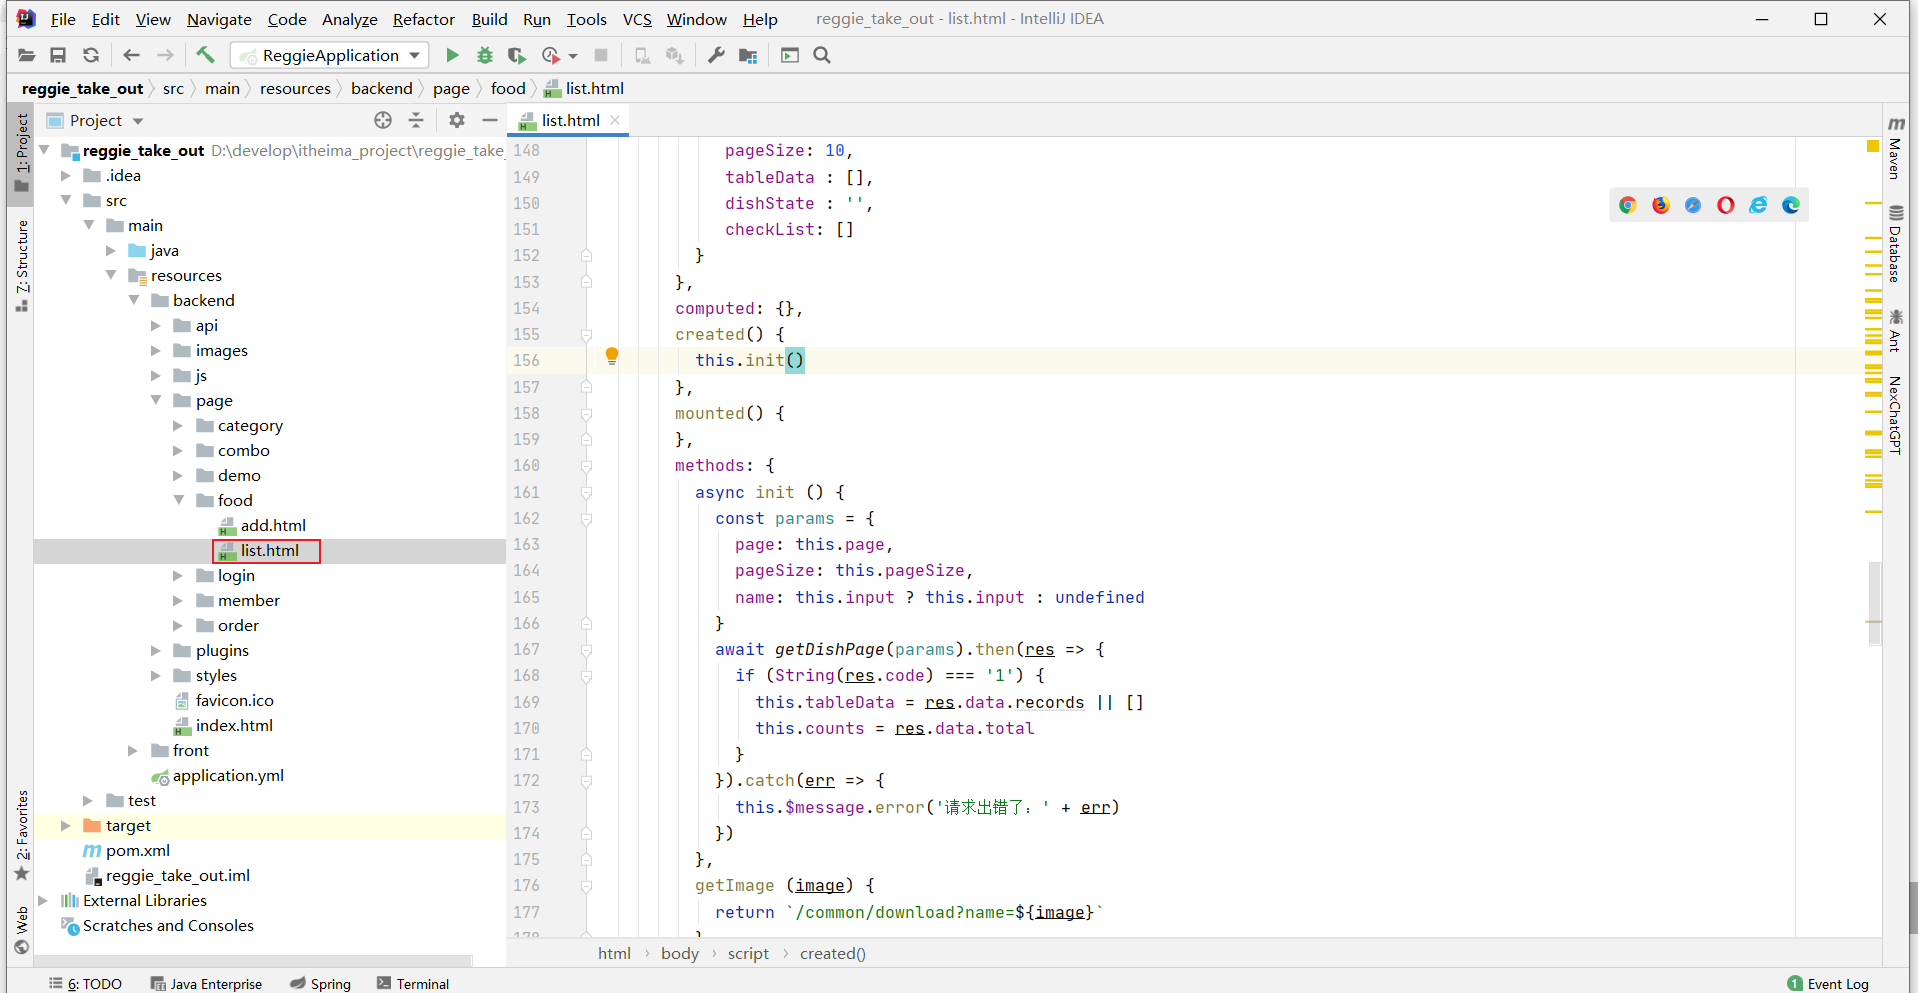 File Edit View Navigate Code Analyze Refactor Build Run Tools VCS Window Help reggie_take_out - list.html - IntelliJ IDEA
ReggieApplication
reggie_take_out src main resources backend page food list.html
Project
list.html
1: Project
Z: Structure
2: Favorites
Web
reggie_take_out D:\develop\itheima_project\reggie_take_
.idea
src
main
java
resources
backend
api
images
js
page
category
combo
demo
food
add.html
list.html
login
member
order
plugins
styles
favicon.ico
index.html
front
application.yml
test
target
pom.xml
reggie_take_out.iml
External Libraries
Scratches and Consoles
148 pageSize: 10,
149 tableData : [],
150 dishState : '',
151 checkList: []
152 }
153 },
154 computed: {},
155 created() {
156 this.init()
157 },
158 mounted() {
159 },
160 methods: {
161 async init () {
162 const params = {
163 page: this.page,
164 pageSize: this.pageSize,
165 name: this.input ? this.input : undefined
166 }
167 await getDishPage(params).then(res => {
168 if (String(res.code) === '1') {
169 this.tableData = res.data.records || []
170 this.counts = res.data.total
171 }
172 }).catch(err => {
173 this.$message.error('请求出错了：' + err)
174 })
175 },
176 getImage (image) {
177 return `/common/download?name=${image}`
html body script created()
Maven
Database
Ant
NexChatGPT
6: TODO Java Enterprise Spring Terminal
1 Event Log